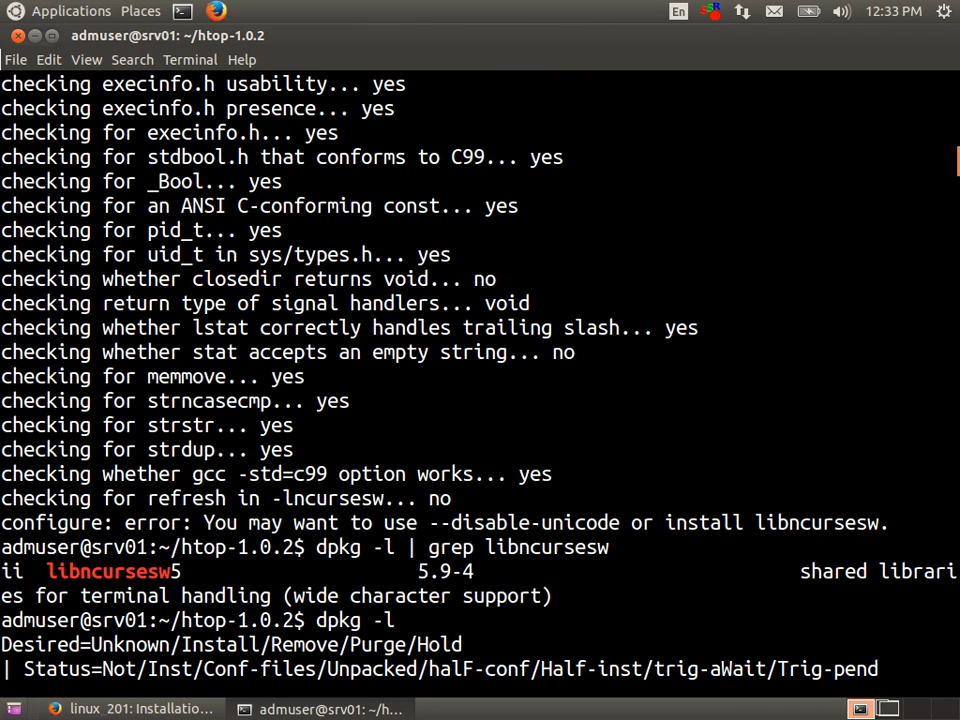 Applications Places En 12:33 PM
admuser@srv01: ~/htop-1.0.2
File Edit View Search Terminal Help
checking execinfo.h usability... yes
checking execinfo.h presence... yes
checking for execinfo.h... yes
checking for stdbool.h that conforms to C99... yes
checking for _Bool... yes
checking for an ANSI C-conforming const... yes
checking for pid_t... yes
checking for uid_t in sys/types.h... yes
checking whether closedir returns void... no
checking return type of signal handlers... void
checking whether lstat correctly handles trailing slash... yes
checking whether stat accepts an empty string... no
checking for memmove... yes
checking for strncasecmp... yes
checking for strstr... yes
checking for strdup... yes
checking whether gcc -std=c99 option works... yes
checking for refresh in -lncursesw... no
configure: error: You may want to use --disable-unicode or install libncursesw.
admuser@srv01:~/htop-1.0.2$ dpkg -l | grep libncursesw
ii  libncursesw5                     5.9-4                             shared librari
es for terminal handling (wide character support)
admuser@srv01:~/htop-1.0.2$ dpkg -l
Desired=Unknown/Install/Remove/Purge/Hold
| Status=Not/Inst/Conf-files/Unpacked/halF-conf/Half-inst/trig-aWait/Trig-pend
linux_201: Installatio... admuser@srv01: ~/h...